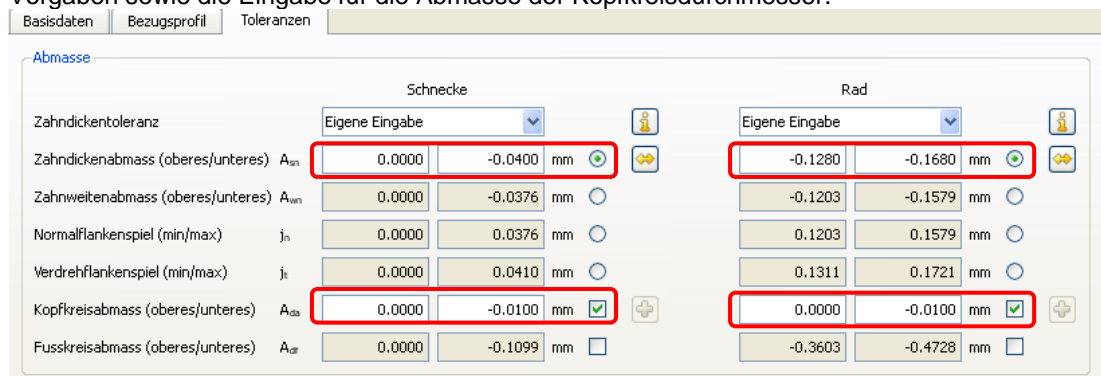 Vorgaben sowie die Eingabe für die Abmasse der Kopfkreisdurchmesser.
Basisdaten Bezugsprofil Toleranzen
Abmasse
Schnecke Rad
Zahndickentoleranz Eigene Eingabe Eigene Eingabe
Zahndickenabmass (oberes/unteres) Asn 0.0000 -0.0400 mm -0.1280 -0.1680 mm
Zahnweitenabmass (oberes/unteres) Awn 0.0000 -0.0376 mm -0.1203 -0.1579 mm
Normalflankenspiel (min/max) jn 0.0000 0.0376 mm 0.1203 0.1579 mm
Verdrehflankenspiel (min/max) jt 0.0000 0.0410 mm 0.1311 0.1721 mm
Kopfkreisabmass (oberes/unteres) Ada 0.0000 -0.0100 mm 0.0000 -0.0100 mm
Fusskreisabmass (oberes/unteres) Adf 0.0000 -0.1099 mm -0.3603 -0.4728 mm